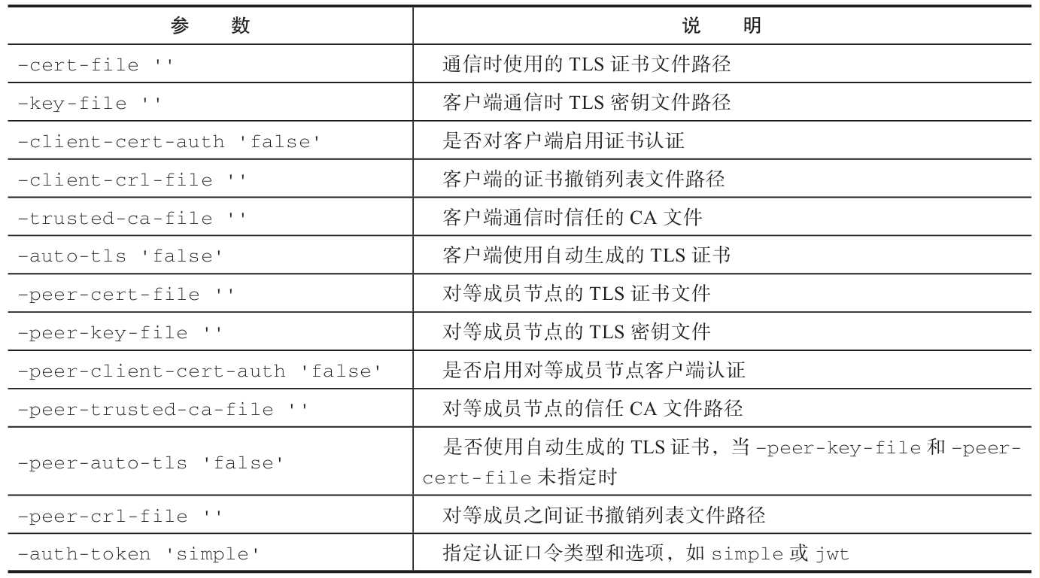 参 数 说 明
-cert-file '' 通信时使用的 TLS 证书文件路径
-key-file '' 客户端通信时 TLS 密钥文件路径
-client-cert-auth 'false' 是否对客户端启用证书认证
-client-crl-file '' 客户端的证书撤销列表文件路径
-trusted-ca-file '' 客户端通信时信任的 CA 文件
-auto-tls 'false' 客户端使用自动生成的 TLS 证书
-peer-cert-file '' 对等成员节点的 TLS 证书文件
-peer-key-file '' 对等成员节点的 TLS 密钥文件
-peer-client-cert-auth 'false' 是否启用对等成员节点客户端认证
-peer-trusted-ca-file '' 对等成员节点的信任 CA 文件路径
-peer-auto-tls 'false' 是否使用自动生成的 TLS 证书，当 -peer-key-file 和 -peer-
cert-file 未指定时
-peer-crl-file '' 对等成员之间证书撤销列表文件路径
-auth-token 'simple' 指定认证口令类型和选项，如 simple 或 jwt